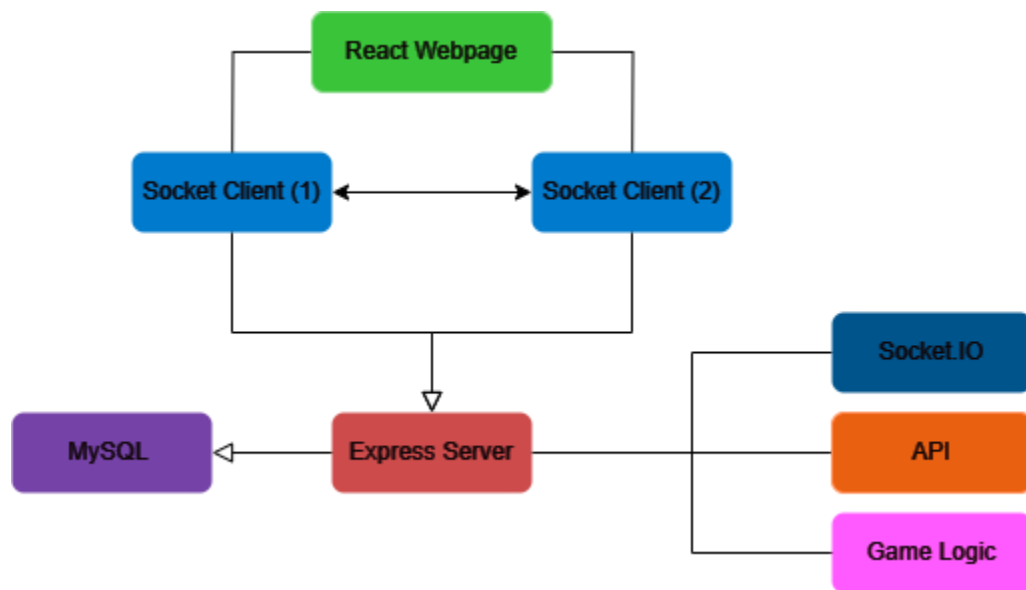 React Webpage
Socket Client (1)
Socket Client (2)
Socket.IO
MySQL
Express Server
API
Game Logic